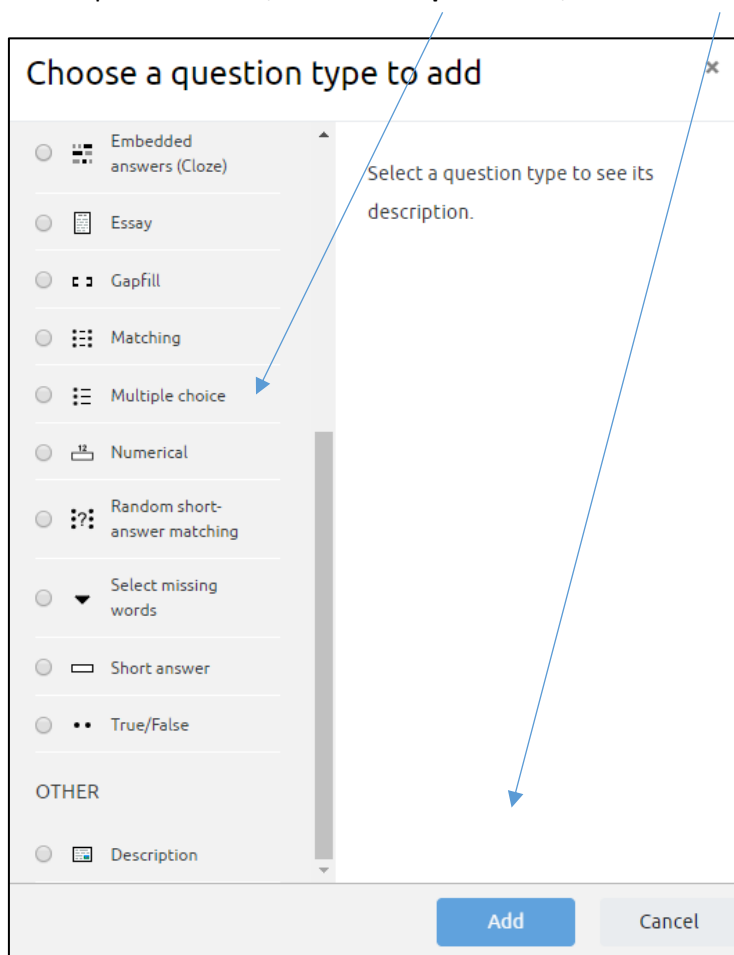 Choose a question type to add
×
Embedded
answers (Cloze)
Select a question type to see its
description.
Essay
Gapfill
Matching
Multiple choice
12
Numerical
Random short-
answer matching
Select missing
words
Short answer
True/False
OTHER
Description
Add
Cancel